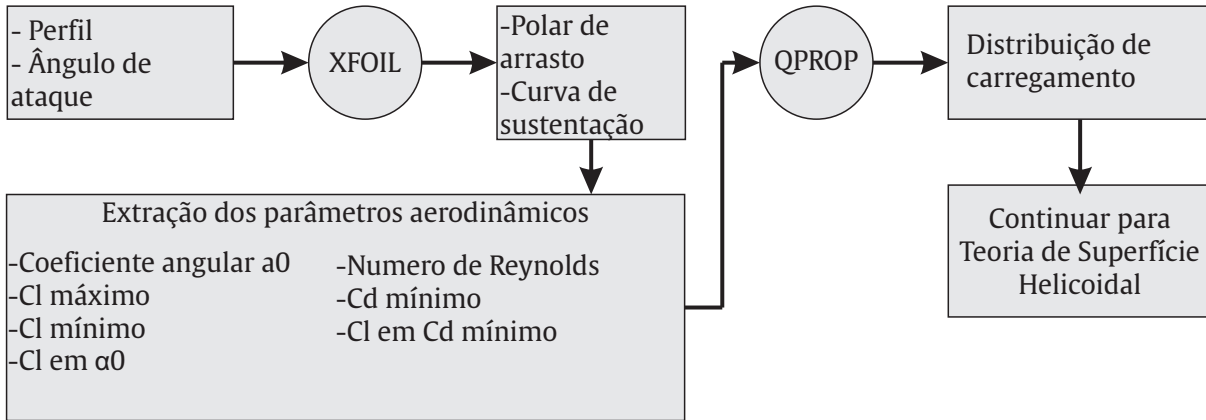 - Perfil
- Ângulo de
ataque
XFOIL
-Polar de
arrasto
-Curva de
sustentação
QPROP
Distribuição de
carregamento
Extração dos parâmetros aerodinâmicos
-Coeficiente angular a0
-Cl máximo
-Cl mínimo
-Cl em α0
-Numero de Reynolds
-Cd mínimo
-Cl em Cd mínimo
Continuar para
Teoria de Superfície
Helicoidal